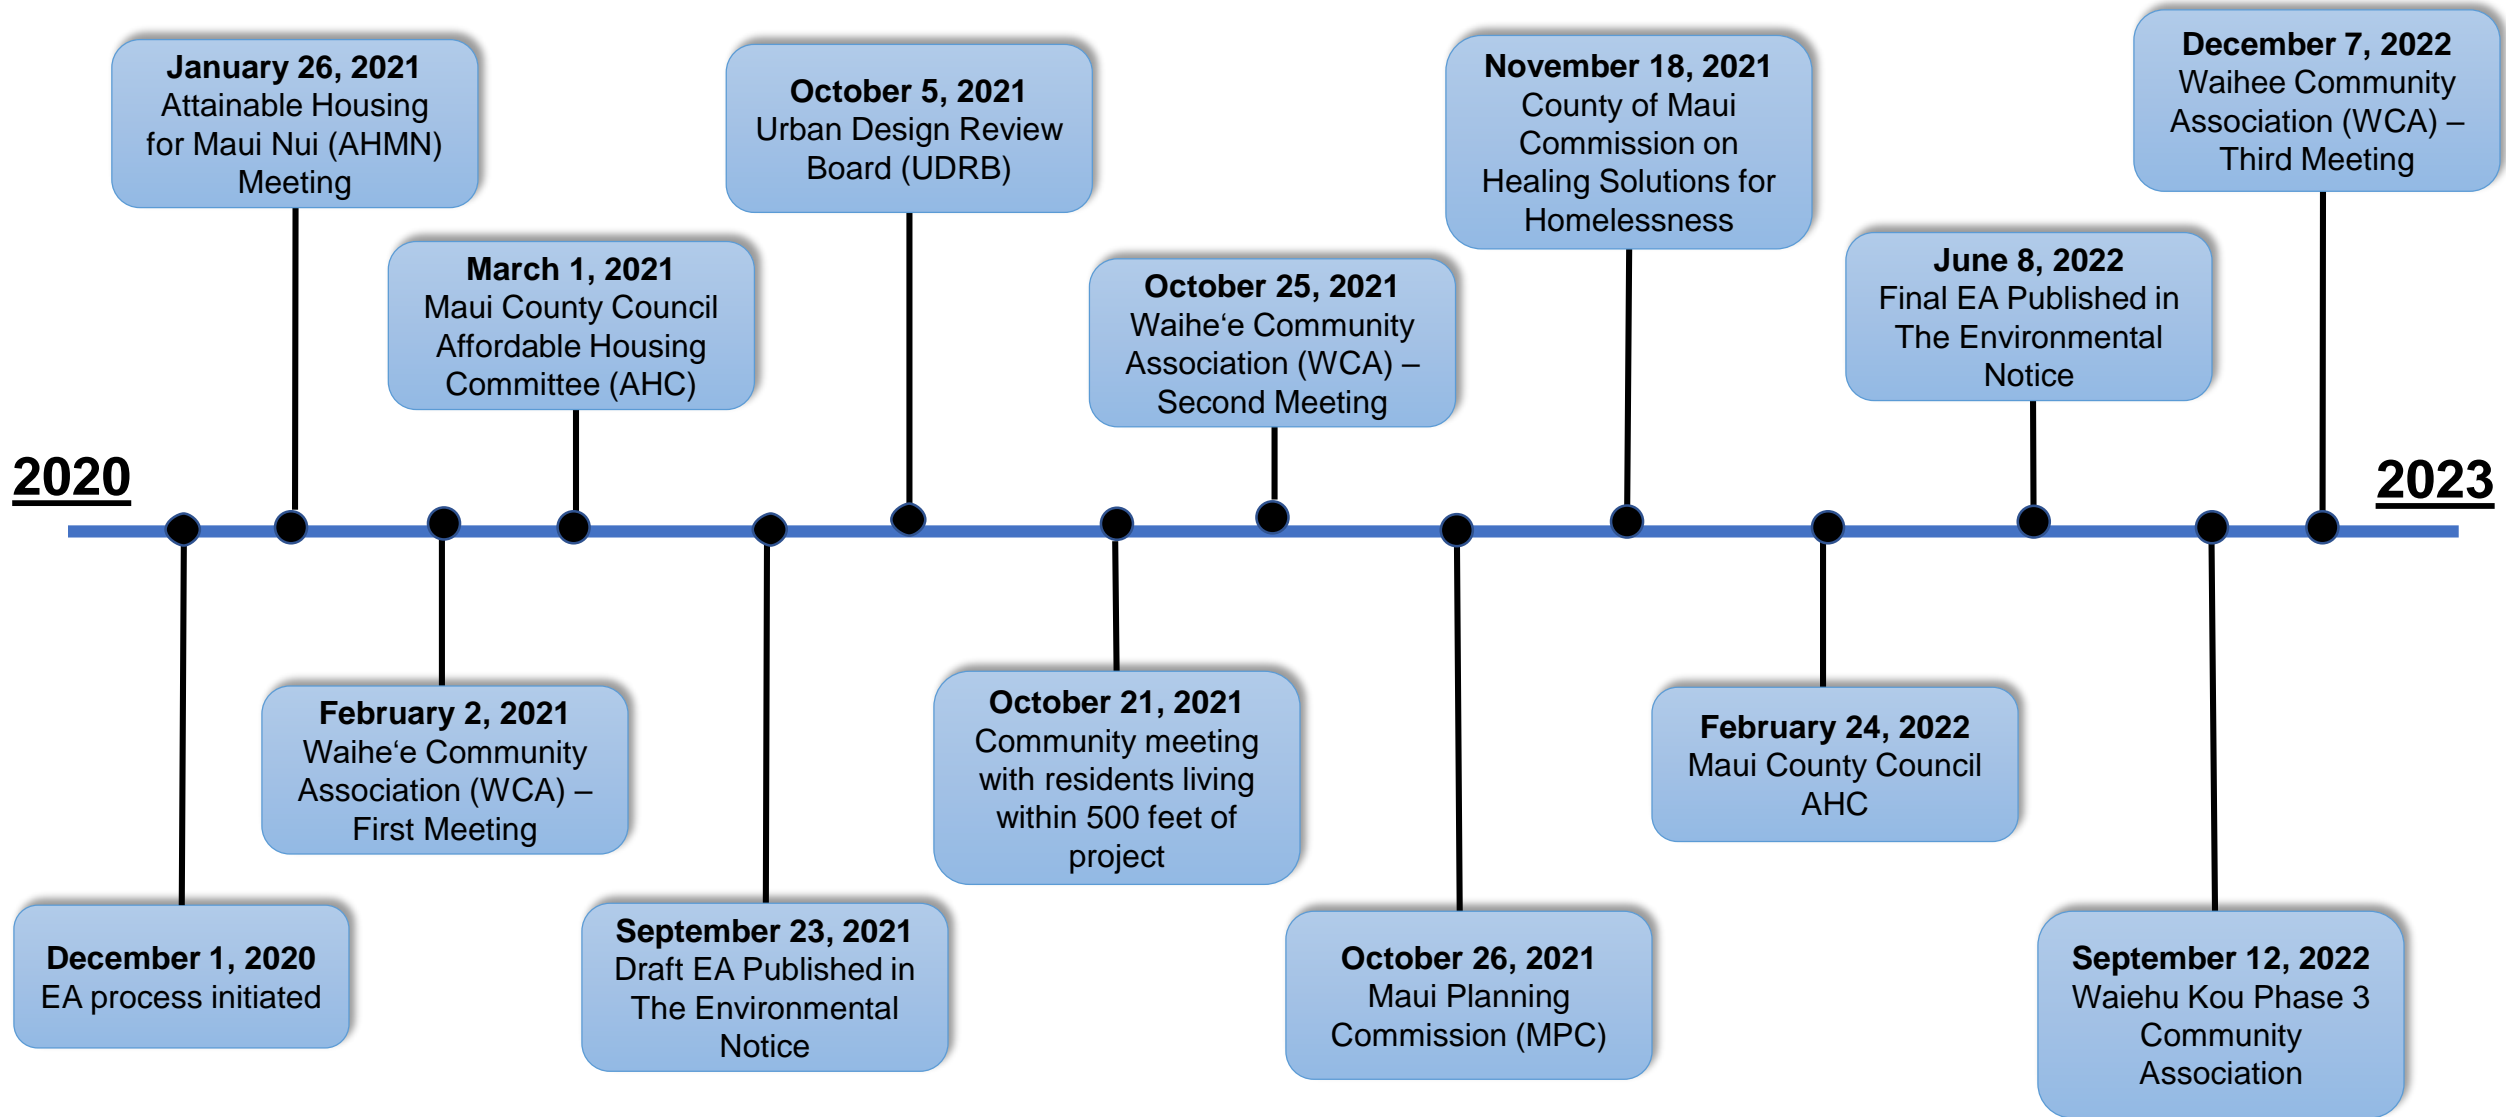 2020
2023
January 26, 2021
Attainable Housing
for Maui Nui (AHMN)
Meeting
March 1, 2021
Maui County Council
Affordable Housing
Committee (AHC)
October 5, 2021
Urban Design Review
Board (UDRB)
October 25, 2021
Waihe‘e Community
Association (WCA) –
Second Meeting
November 18, 2021
County of Maui
Commission on
Healing Solutions for
Homelessness
June 8, 2022
Final EA Published in
The Environmental
Notice
December 7, 2022
Waihee Community
Association (WCA) –
Third Meeting
December 1, 2020
EA process initiated
February 2, 2021
Waihe‘e Community
Association (WCA) –
First Meeting
September 23, 2021
Draft EA Published in
The Environmental
Notice
October 21, 2021
Community meeting
with residents living
within 500 feet of
project
October 26, 2021
Maui Planning
Commission (MPC)
February 24, 2022
Maui County Council
AHC
September 12, 2022
Waiehu Kou Phase 3
Community
Association